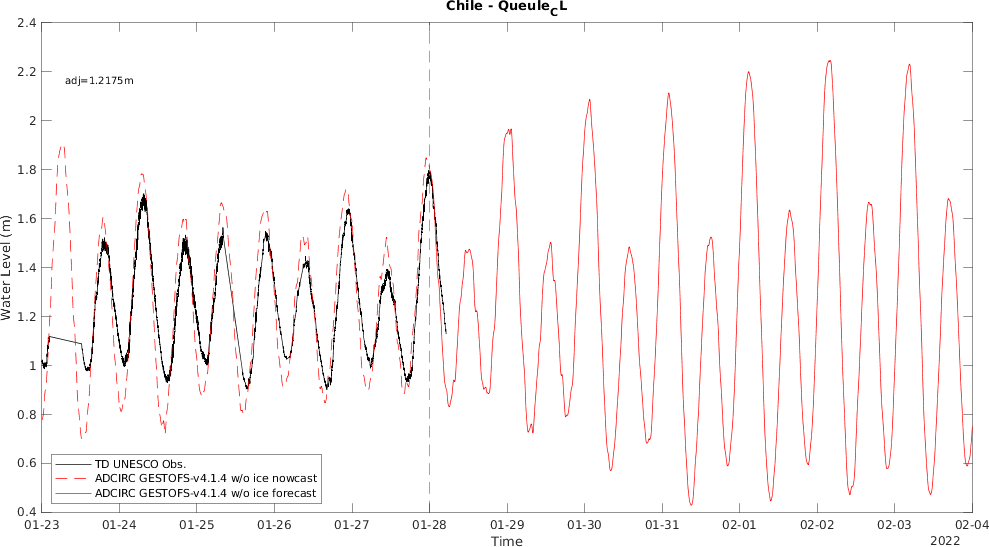 Chile - Queule_CL
2.4
adj=1.2175m
2.2
2
1.8
1.6
1.4
1.2
1
0.8
0.6
0.4
Water Level (m)
TD UNESCO Obs.
ADCIRC GESTOFS-v4.1.4 w/o ice nowcast
ADCIRC GESTOFS-v4.1.4 w/o ice forecast
01-23 01-24 01-25 01-26 01-27 01-28 01-29 01-30 01-31 02-01 02-02 02-03 02-04
Time
2022